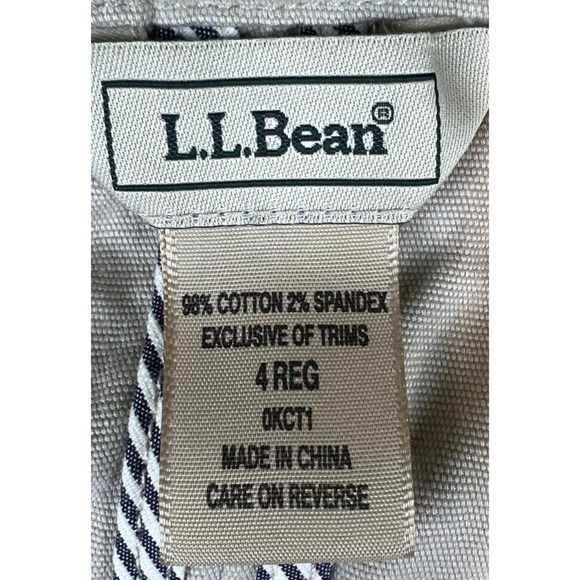 L.L.Bean®
98% COTTON 2% SPANDEX
EXCLUSIVE OF TRIMS
4 REG
0KCT1
MADE IN CHINA
CARE ON REVERSE